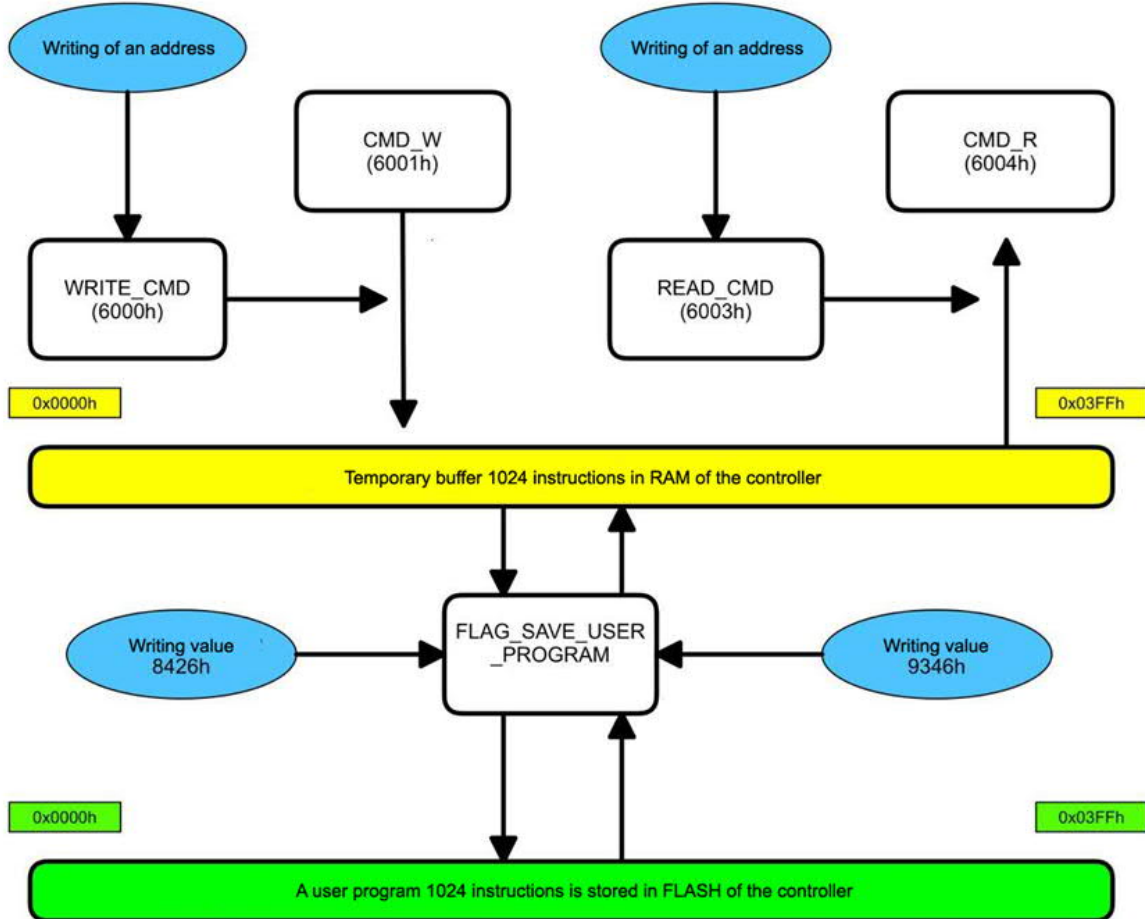 Writing of an address
Writing of an address
CMD_W
(6001h)
CMD_R
(6004h)
WRITE_CMD
(6000h)
READ_CMD
(6003h)
0x0000h
0x03FFh
Temporary buffer 1024 instructions in RAM of the controller
FLAG_SAVE_USER
_PROGRAM
Writing value
8426h
Writing value
9346h
0x0000h
0x03FFh
A user program 1024 instructions is stored in FLASH of the controller